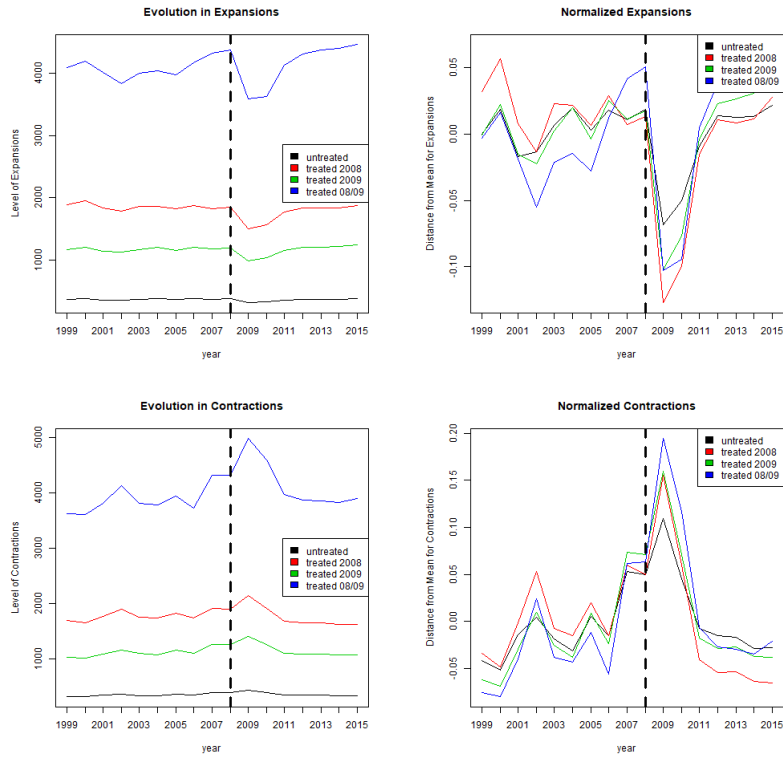 Evolution in Expansions
Level of Expansions
4000
3000
2000
1000
untreated
treated 2008
treated 2009
treated 08/09
1999 2001 2003 2005 2007 2009 2011 2013 2015
year
Normalized Expansions
Distance from Mean for Expansions
0.05
0.00
-0.05
-0.10
untreated
treated 2008
treated 2009
treated 08/09
1999 2001 2003 2005 2007 2009 2011 2013 2015
year
Evolution in Contractions
Level of Contractions
5000
4000
3000
2000
1000
untreated
treated 2008
treated 2009
treated 08/09
1999 2001 2003 2005 2007 2009 2011 2013 2015
year
Normalized Contractions
Distance from Mean for Contractions
0.20
0.15
0.10
0.05
0.00
-0.05
untreated
treated 2008
treated 2009
treated 08/09
1999 2001 2003 2005 2007 2009 2011 2013 2015
year